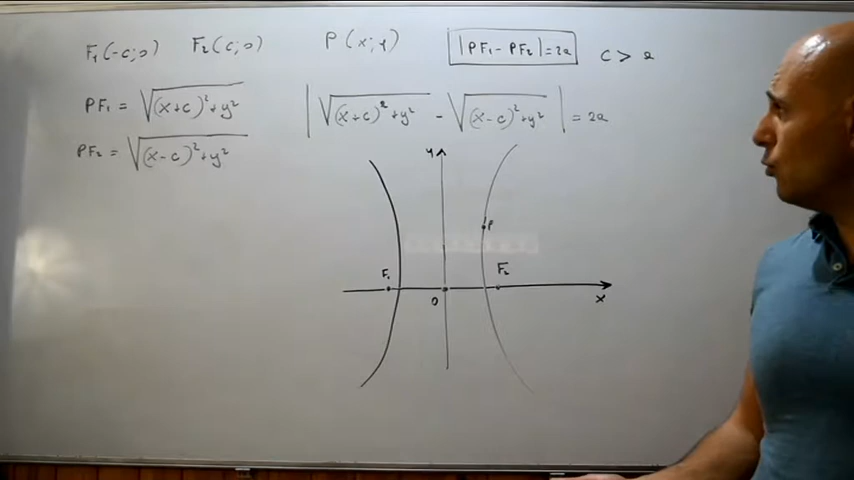 F₁(-c;0) F₂(c;0) P(x;y) |PF₁-PF₂|=2a c>a
PF₁ = √(x+c)²+y² |√(x+c)²+y² - √(x-c)²+y²| = 2a
PF₂ = √(x-c)²+y²
y
P
F₁ F₂
O x